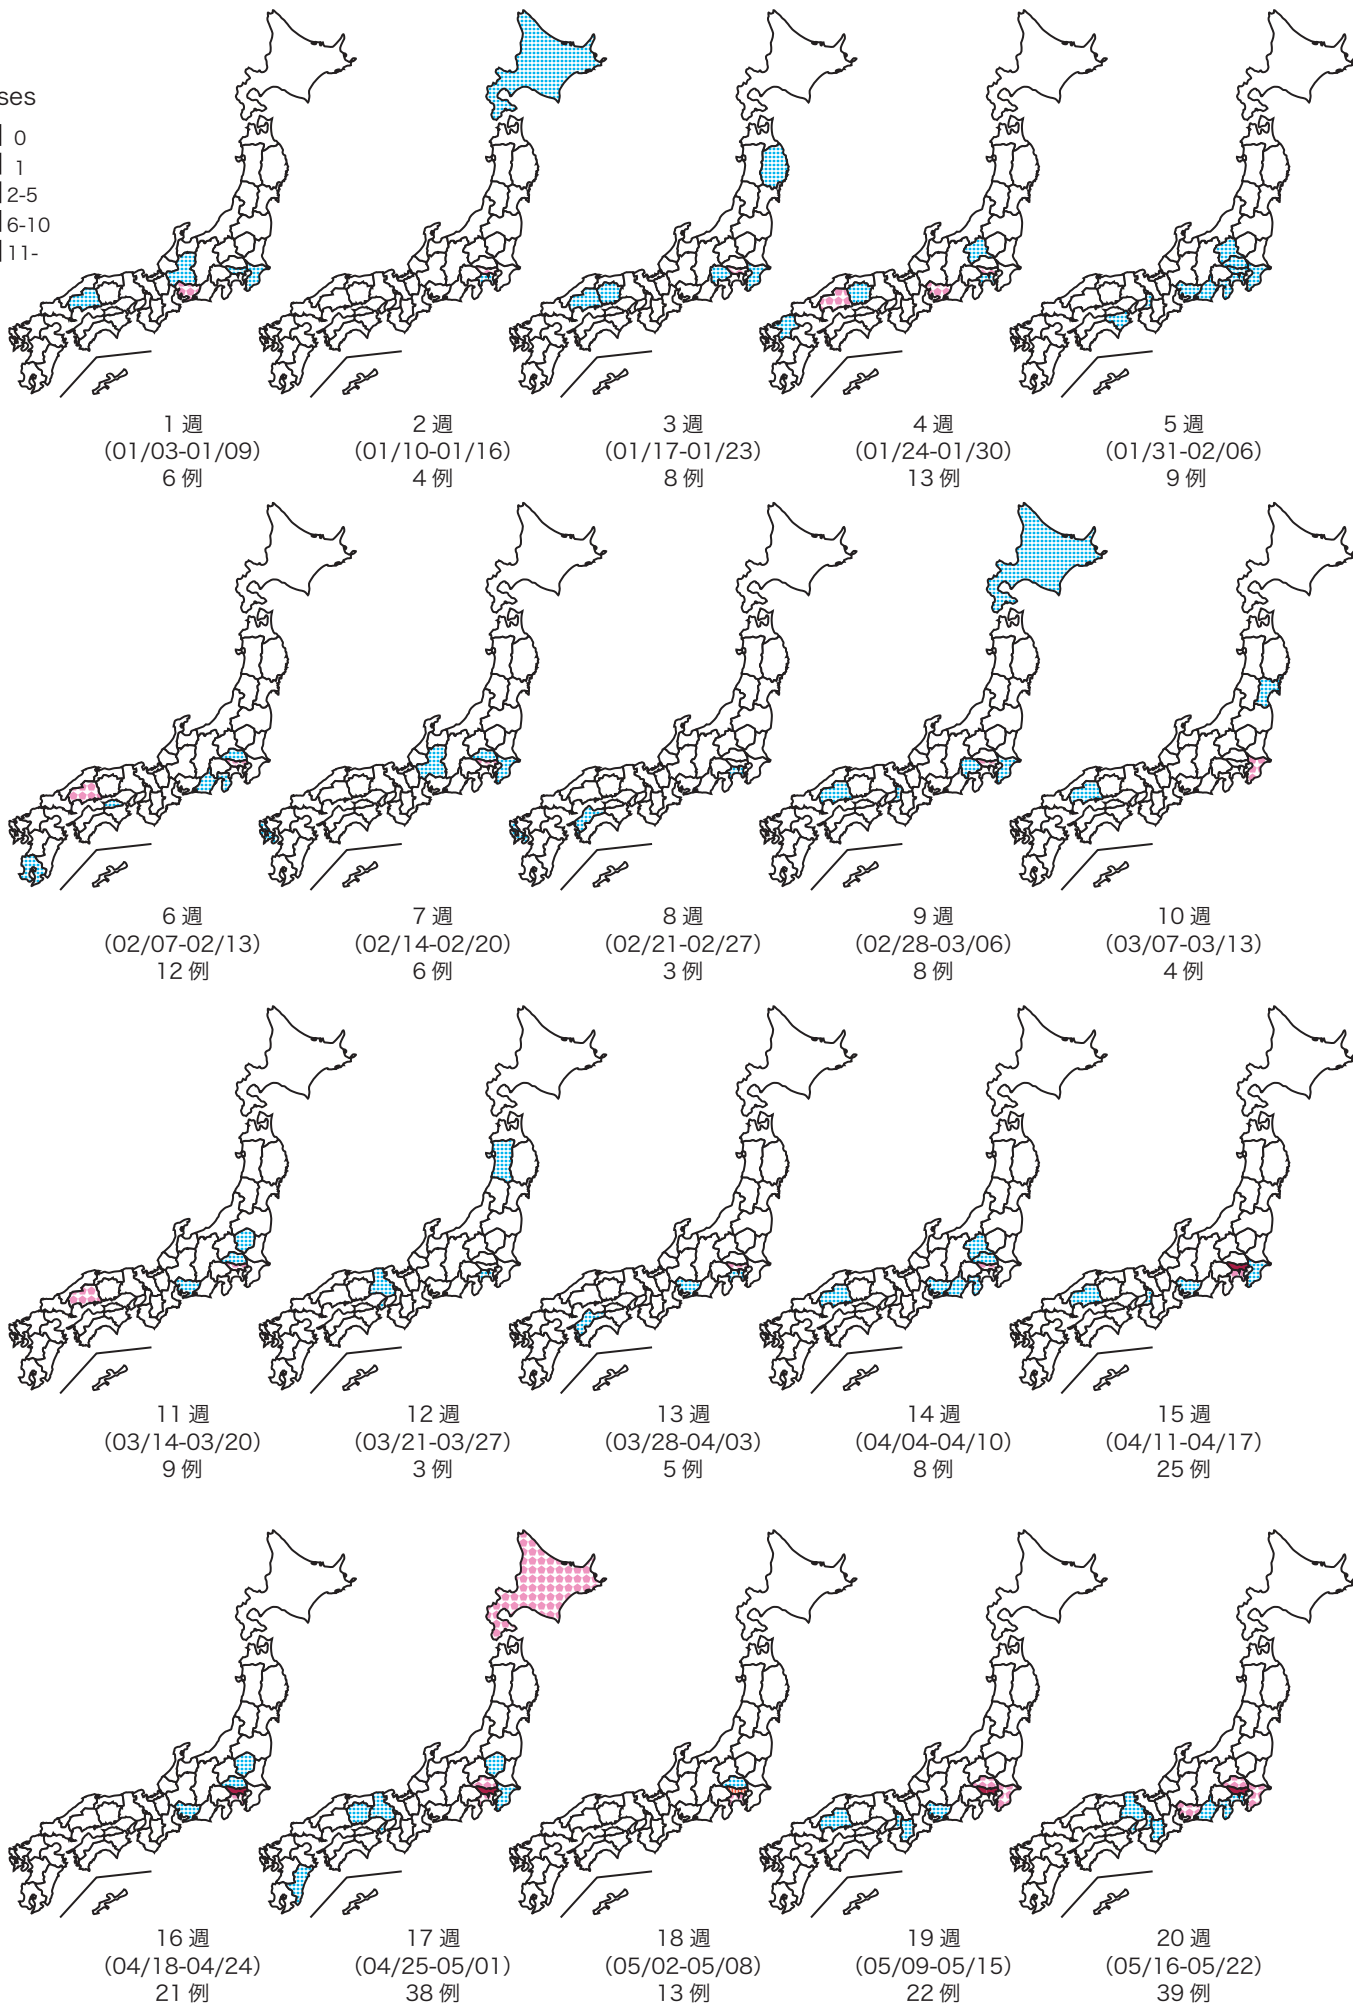 ses
0
1
2-5
6-10
11-
1 週
(01/03-01/09)
6 例
2 週
(01/10-01/16)
4 例
3 週
(01/17-01/23)
8 例
4 週
(01/24-01/30)
13 例
5 週
(01/31-02/06)
9 例
6 週
(02/07-02/13)
12 例
7 週
(02/14-02/20)
6 例
8 週
(02/21-02/27)
3 例
9 週
(02/28-03/06)
8 例
10 週
(03/07-03/13)
4 例
11 週
(03/14-03/20)
9 例
12 週
(03/21-03/27)
3 例
13 週
(03/28-04/03)
5 例
14 週
(04/04-04/10)
8 例
15 週
(04/11-04/17)
25 例
16 週
(04/18-04/24)
21 例
17 週
(04/25-05/01)
38 例
18 週
(05/02-05/08)
13 例
19 週
(05/09-05/15)
22 例
20 週
(05/16-05/22)
39 例